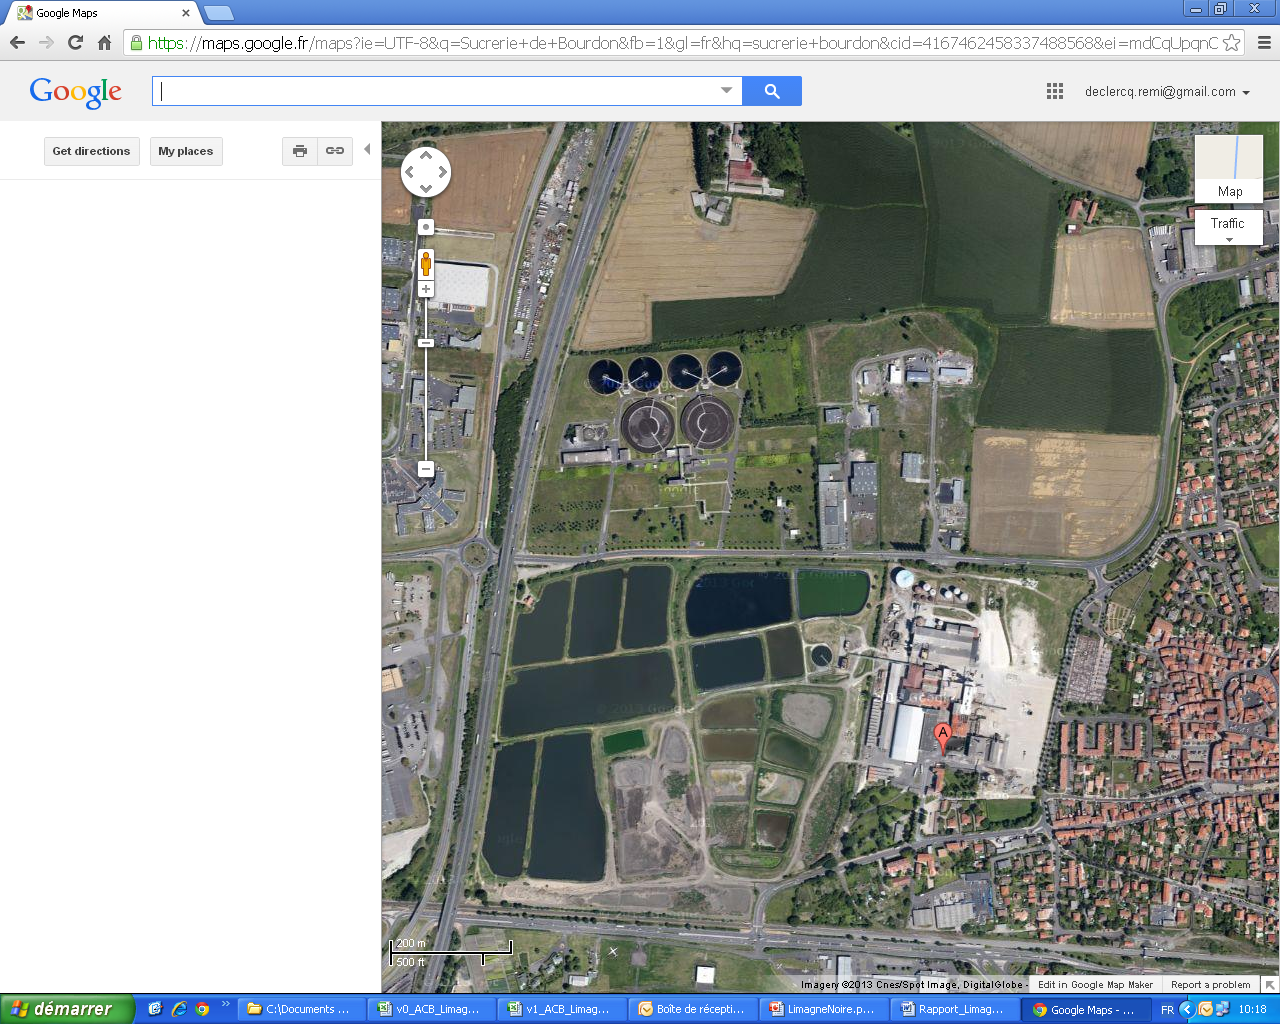 Google Maps
https://maps.google.fr/maps?ie=UTF-8&q=Sucrerie+de+Bourdon&fb=1&gl=fr&hq=sucrerie+bourdon&cid=4167462458337488568&ei=mdCqUpqnC
Google
declercq.remi@gmail.com
Get directions
My places
Map
Traffic
A
200 m
500 ft
Imagery ©2013 Cnes/Spot Image, DigitalGlobe -
Edit in Google Map Maker
Report a problem
démarrer
C:\Documents ...
v0_ACB_Limag...
v1_ACB_Limag...
Boîte de récepti...
LimagneNoire.p...
Rapport_Limag...
Google Maps - ...
FR
10:18